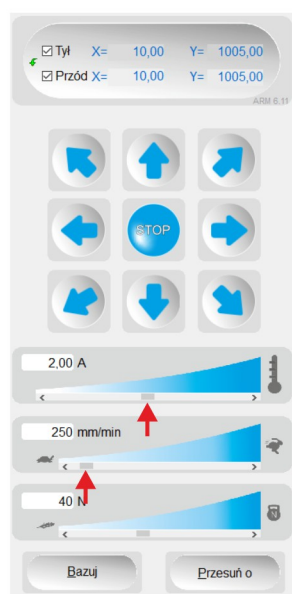 Tył X= 10,00 Y= 1005,00
Przód X= 10,00 Y= 1005,00
ARM 6.11
STOP
2,00 A
250 mm/min
40 N
N
Bazuj
Przesuń o